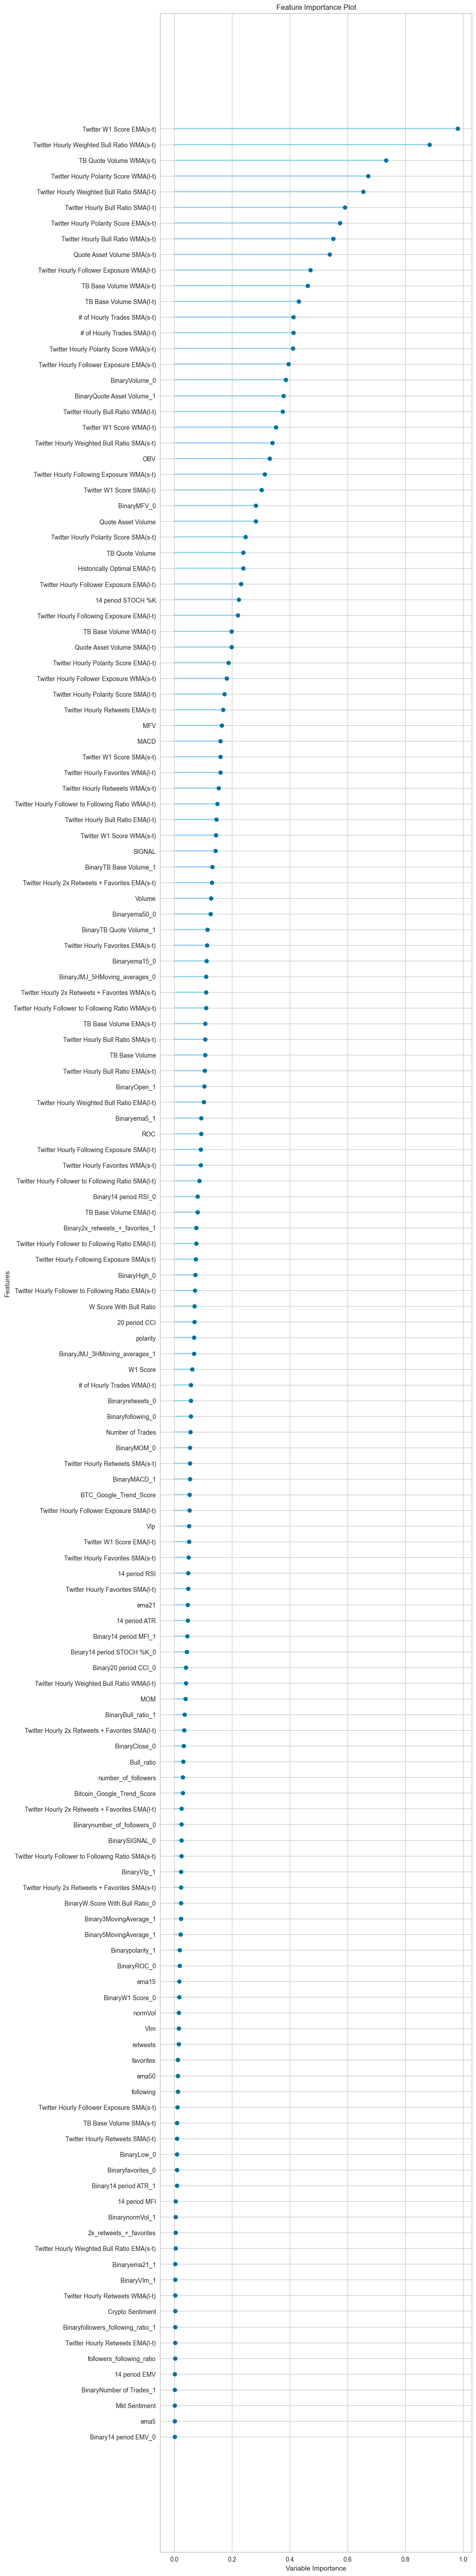 Feature Importance Plot
Twitter W1 Score EMA(s-t)
Twitter Hourly Weighted Bull Ratio WMA(s-t)
TB Quote Volume WMA(s-t)
Twitter Hourly Polarity Score WMA(l-t)
Twitter Hourly Weighted Bull Ratio SMA(l-t)
Twitter Hourly Bull Ratio SMA(l-t)
Twitter Hourly Polarity Score EMA(s-t)
Twitter Hourly Bull Ratio WMA(s-t)
Quote Asset Volume SMA(s-t)
Twitter Hourly Follower Exposure WMA(l-t)
TB Base Volume WMA(s-t)
TB Base Volume SMA(l-t)
# of Hourly Trades SMA(s-t)
# of Hourly Trades SMA(l-t)
Twitter Hourly Polarity Score WMA(s-t)
Twitter Hourly Follower Exposure EMA(s-t)
BinaryVolume_0
BinaryQuote Asset Volume_1
Twitter Hourly Bull Ratio WMA(l-t)
Twitter W1 Score WMA(l-t)
Twitter Hourly Weighted Bull Ratio SMA(s-t)
OBV
Twitter Hourly Following Exposure WMA(s-t)
Twitter W1 Score SMA(l-t)
BinaryMFV_0
Quote Asset Volume
Twitter Hourly Polarity Score SMA(s-t)
TB Quote Volume
Historically Optimal EMA(l-t)
Twitter Hourly Follower Exposure EMA(l-t)
14 period STOCH %K
Twitter Hourly Following Exposure EMA(l-t)
TB Base Volume WMA(l-t)
Quote Asset Volume SMA(l-t)
Twitter Hourly Polarity Score EMA(l-t)
Twitter Hourly Follower Exposure WMA(s-t)
Twitter Hourly Polarity Score SMA(l-t)
Twitter Hourly Retweets EMA(s-t)
MFV
MACD
Twitter W1 Score SMA(s-t)
Twitter Hourly Favorites WMA(l-t)
Twitter Hourly Retweets WMA(s-t)
Twitter Hourly Follower to Following Ratio WMA(l-t)
Twitter Hourly Bull Ratio EMA(l-t)
Twitter W1 Score WMA(s-t)
SIGNAL
BinaryTB Base Volume_1
Twitter Hourly 2x Retweets + Favorites EMA(s-t)
Volume
Binaryema50_0
BinaryTB Quote Volume_1
Twitter Hourly Favorites EMA(s-t)
Binaryema15_0
BinaryJMJ_5HMoving_averages_0
Twitter Hourly 2x Retweets + Favorites WMA(s-t)
Twitter Hourly Follower to Following Ratio WMA(s-t)
TB Base Volume EMA(s-t)
Twitter Hourly Bull Ratio SMA(s-t)
TB Base Volume
Twitter Hourly Bull Ratio EMA(s-t)
BinaryOpen_1
Twitter Hourly Weighted Bull Ratio EMA(l-t)
Binaryema5_1
ROC
Twitter Hourly Following Exposure SMA(l-t)
Twitter Hourly Favorites WMA(s-t)
Twitter Hourly Follower to Following Ratio SMA(l-t)
Binary14 period RSI_0
TB Base Volume EMA(l-t)
Binary2x_retweets_+_favorites_1
Twitter Hourly Follower to Following Ratio EMA(l-t)
Twitter Hourly Following Exposure SMA(s-t)
BinaryHigh_0
Twitter Hourly Follower to Following Ratio EMA(s-t)
W Score With Bull Ratio
20 period CCI
polarity
BinaryJMJ_3HMoving_averages_1
W1 Score
# of Hourly Trades WMA(l-t)
Binaryretweets_0
Binaryfollowing_0
Number of Trades
BinaryMOM_0
Twitter Hourly Retweets SMA(s-t)
BinaryMACD_1
BTC_Google_Trend_Score
Twitter Hourly Follower Exposure SMA(l-t)
VIp
Twitter W1 Score EMA(l-t)
Twitter Hourly Favorites SMA(s-t)
14 period RSI
Twitter Hourly Favorites SMA(l-t)
ema21
14 period ATR
Binary14 period MFI_1
Binary14 period STOCH %K_0
Binary20 period CCI_0
Twitter Hourly Weighted Bull Ratio WMA(l-t)
MOM
BinaryBull_ratio_1
Twitter Hourly 2x Retweets + Favorites SMA(l-t)
BinaryClose_0
Bull_ratio
number_of_followers
Bitcoin_Google_Trend_Score
Twitter Hourly 2x Retweets + Favorites EMA(l-t)
Binarynumber_of_followers_0
BinarySIGNAL_0
Twitter Hourly Follower to Following Ratio SMA(s-t)
BinaryVIp_1
Twitter Hourly 2x Retweets + Favorites SMA(s-t)
BinaryW Score With Bull Ratio_0
Binary3MovingAverage_1
Binary5MovingAverage_1
Binarypolarity_1
BinaryROC_0
ema15
BinaryW1 Score_0
normVol
VIm
retweets
favorites
ema50
following
Twitter Hourly Follower Exposure SMA(s-t)
TB Base Volume SMA(s-t)
Twitter Hourly Retweets SMA(l-t)
BinaryLow_0
Binaryfavorites_0
Binary14 period ATR_1
14 period MFI
BinarynormVol_1
2x_retweets_+_favorites
Twitter Hourly Weighted Bull Ratio EMA(s-t)
Binaryema21_1
BinaryVIm_1
Twitter Hourly Retweets WMA(l-t)
Crypto Sentiment
Binaryfollowers_following_ratio_1
Twitter Hourly Retweets EMA(l-t)
followers_following_ratio
14 period EMV
BinaryNumber of Trades_1
Mkt Sentiment
ema5
Binary14 period EMV_0
Features
0.0 0.2 0.4 0.6 0.8 1.0
Variable Importance